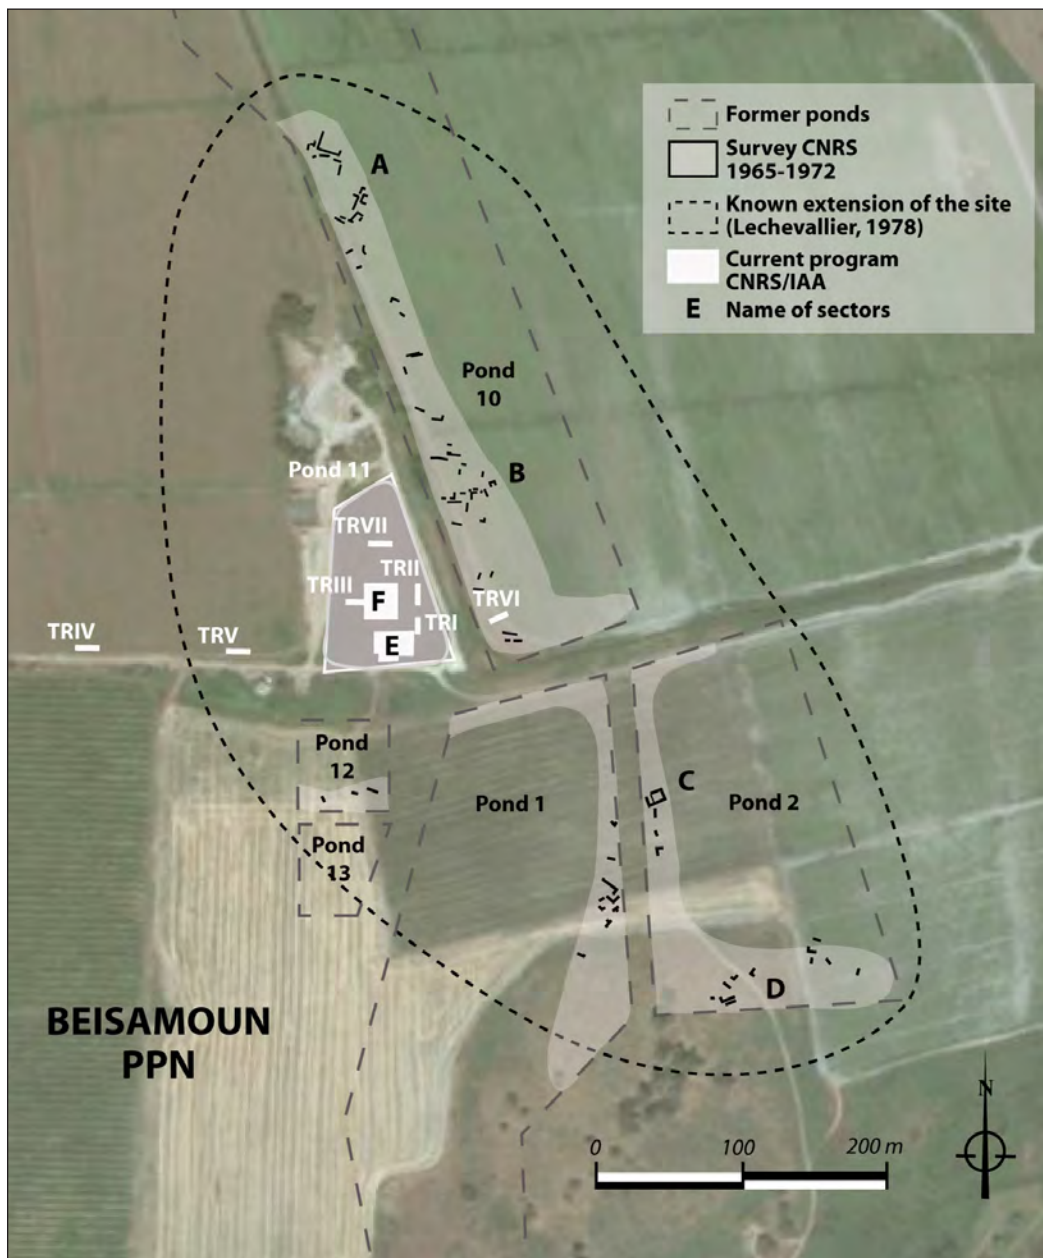 Former ponds
Survey CNRS
1965-1972
Known extension of the site
(Lechevallier, 1978)
Current program
CNRS/IAA
E
Name of sectors
A
Pond
10
B
Pond 11
TRVII
TRII
TRIII
F
TRVI
TRI
TRIV
TRV
E
Pond
12
C
Pond 1
Pond 2
Pond
13
D
BEISAMOUN
PPN
N
0
100
200 m